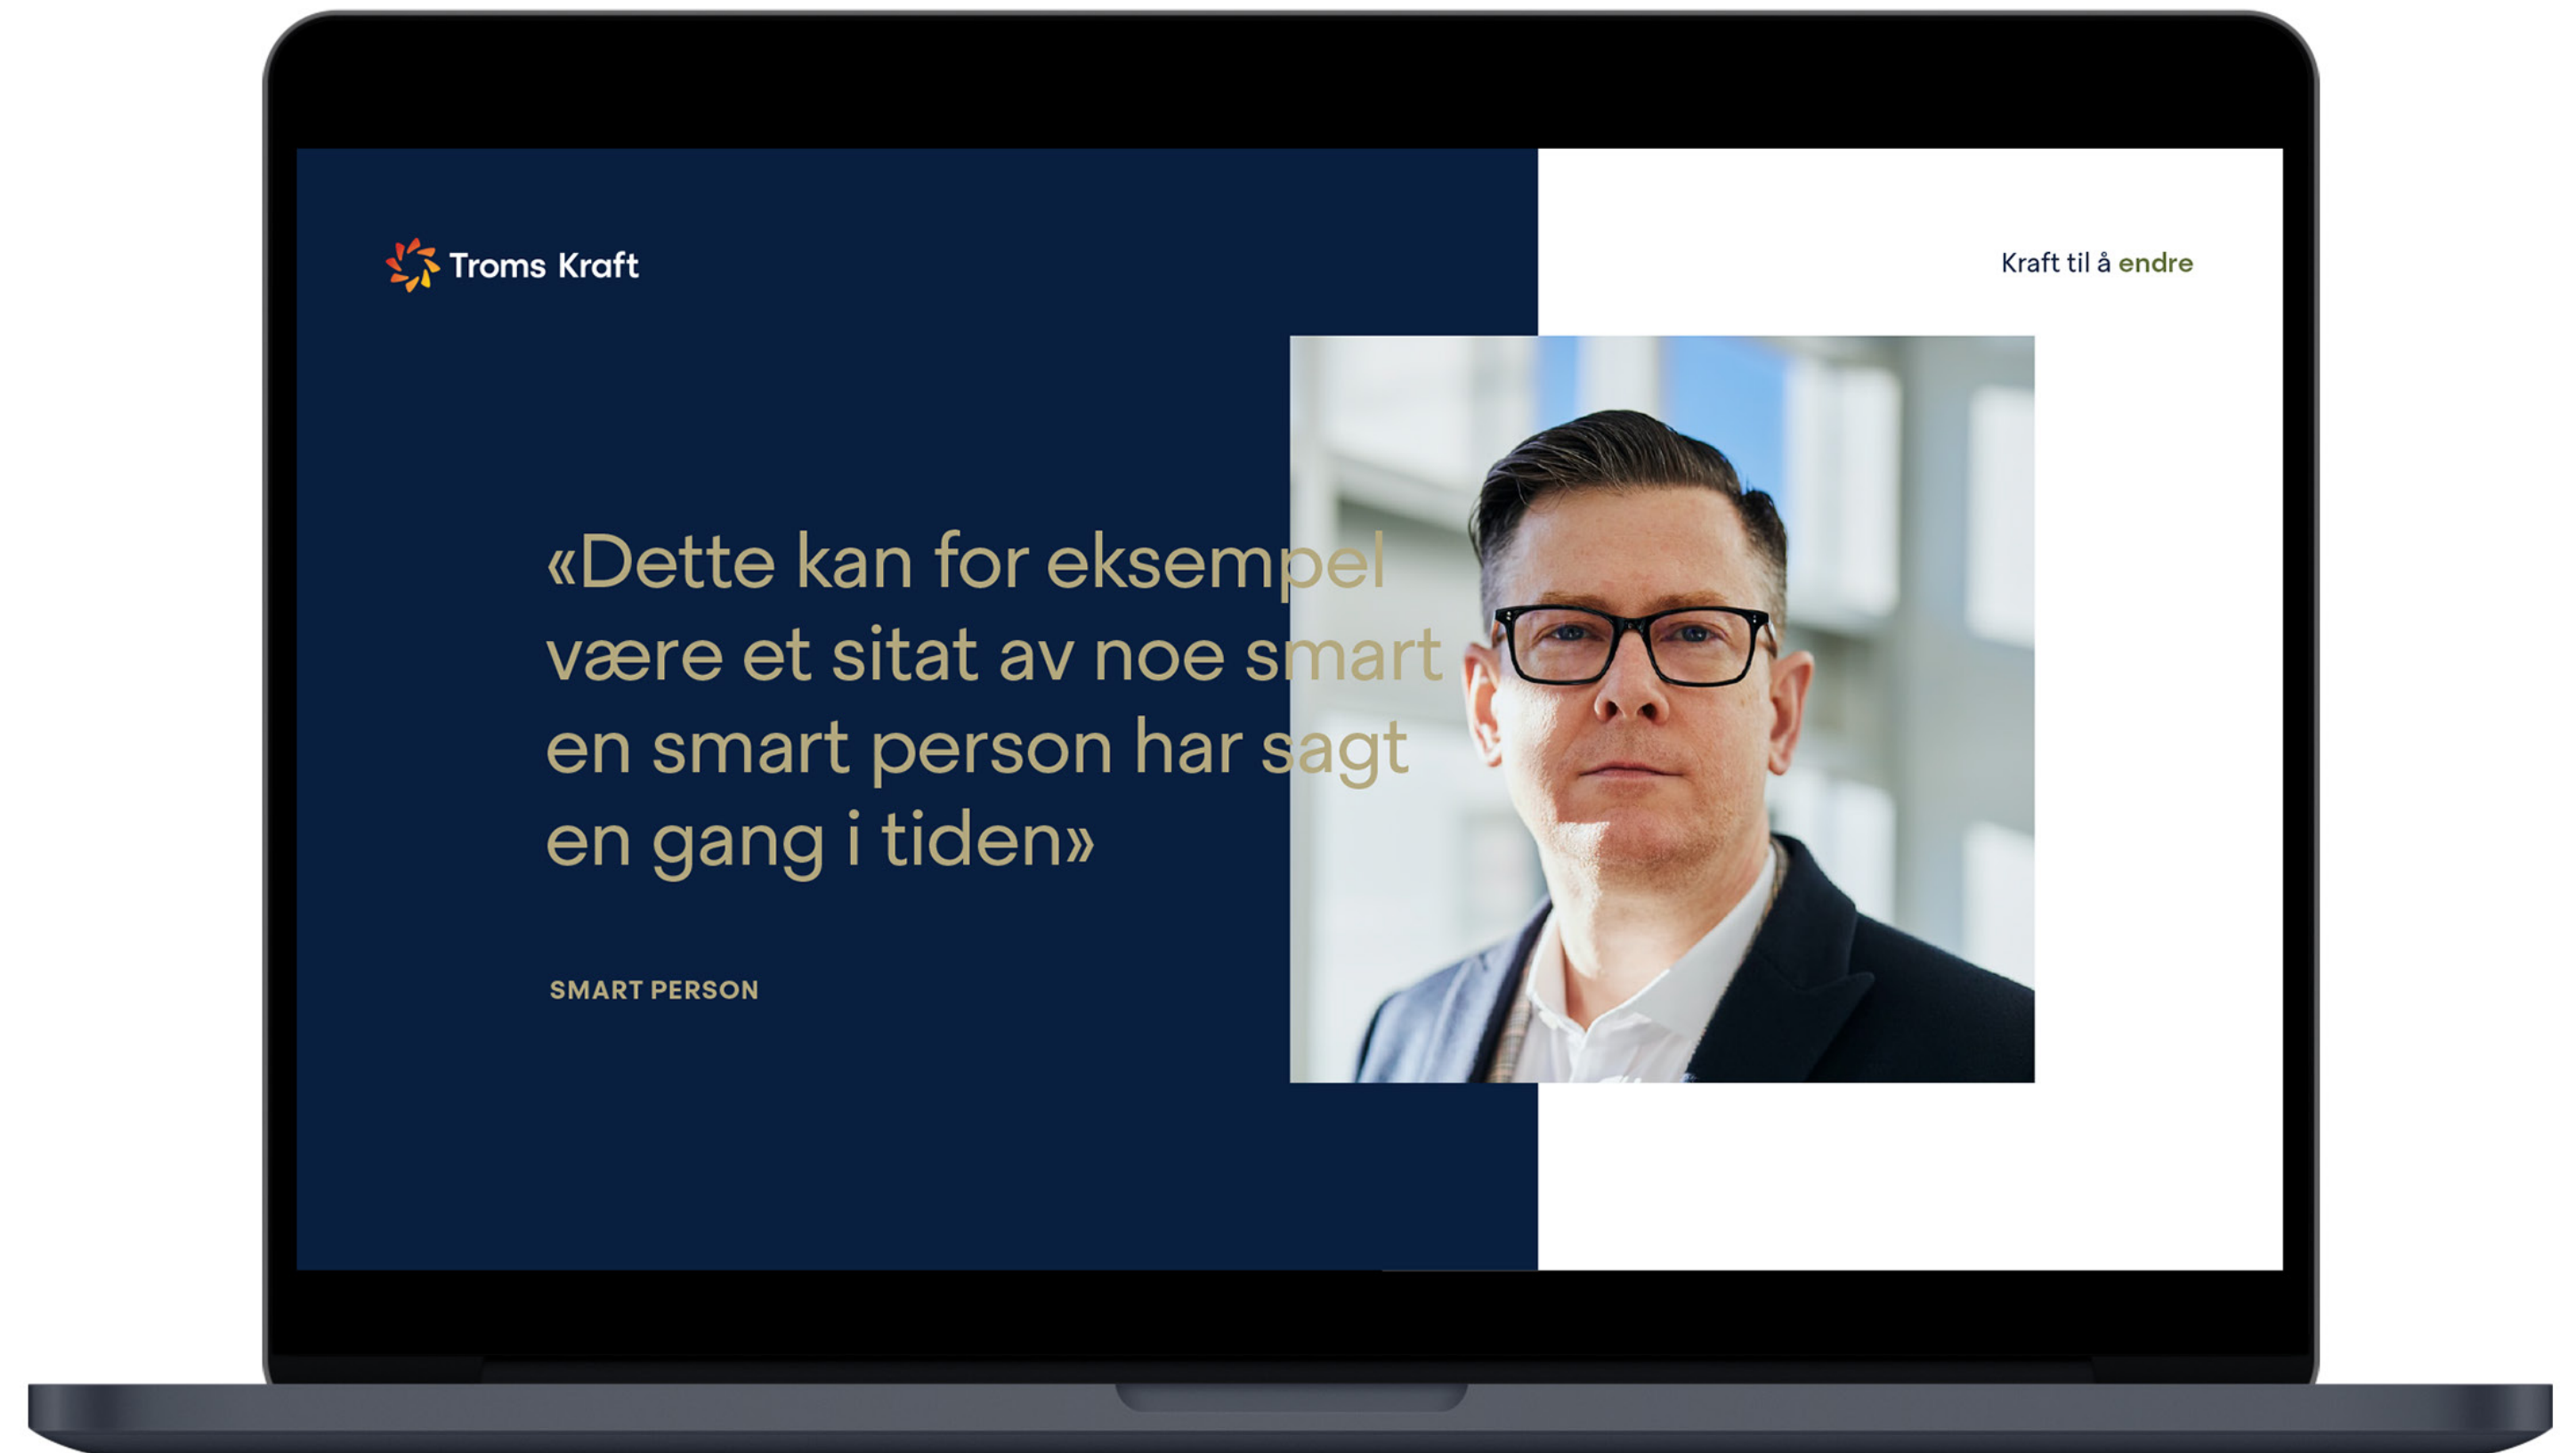 Troms Kraft
Kraft til å endre
«Dette kan for eksempel
være et sitat av noe smart
en smart person har sagt
en gang i tiden»
SMART PERSON